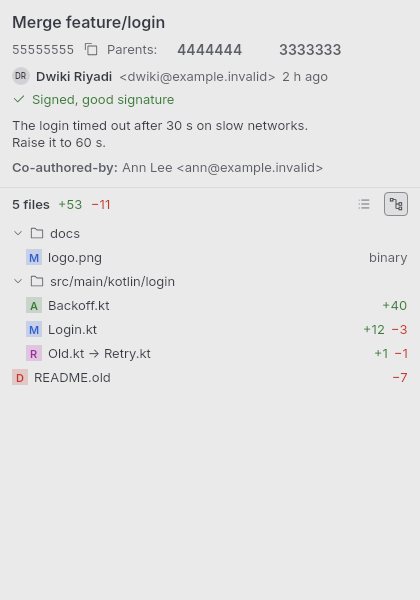 Merge feature/login
55555555 Parents: 4444444 3333333
DR Dwiki Riyadi <dwiki@example.invalid> 2 h ago
Signed, good signature
The login timed out after 30 s on slow networks.
Raise it to 60 s.
Co-authored-by: Ann Lee <ann@example.invalid>
5 files +53 −11
docs
M logo.png binary
src/main/kotlin/login
A Backoff.kt +40
M Login.kt +12 −3
R Old.kt → Retry.kt +1 −1
D README.old −7